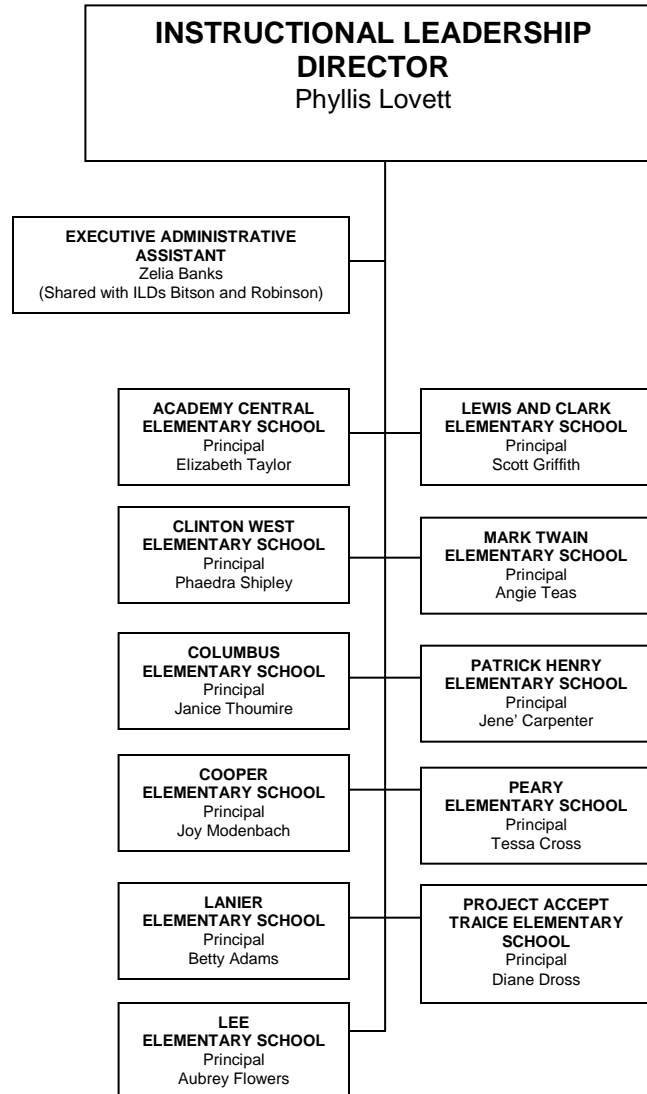 INSTRUCTIONAL LEADERSHIP
DIRECTOR
Phyllis Lovett
EXECUTIVE ADMINISTRATIVE
ASSISTANT
Zelia Banks
(Shared with ILDs Bitson and Robinson)
ACADEMY CENTRAL
ELEMENTARY SCHOOL
Principal
Elizabeth Taylor
LEWIS AND CLARK
ELEMENTARY SCHOOL
Principal
Scott Griffith
CLINTON WEST
ELEMENTARY SCHOOL
Principal
Phaedra Shipley
MARK TWAIN
ELEMENTARY SCHOOL
Principal
Angie Teas
COLUMBUS
ELEMENTARY SCHOOL
Principal
Janice Thoumire
PATRICK HENRY
ELEMENTARY SCHOOL
Principal
Jene’ Carpenter
COOPER
ELEMENTARY SCHOOL
Principal
Joy Modenbach
PEARY
ELEMENTARY SCHOOL
Principal
Tessa Cross
LANIER
ELEMENTARY SCHOOL
Principal
Betty Adams
PROJECT ACCEPT
TRAICE ELEMENTARY
SCHOOL
Principal
Diane Dross
LEE
ELEMENTARY SCHOOL
Principal
Aubrey Flowers